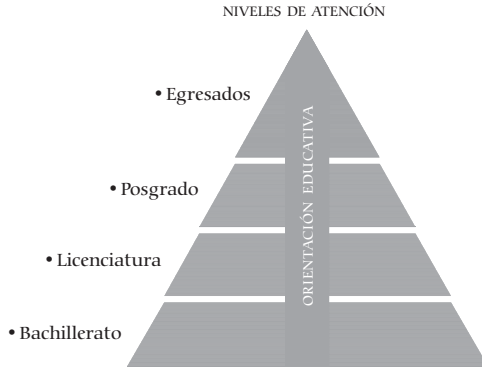 NIVELES DE ATENCIÓN
• Egresados
ORIENTACIÓN EDUCATIVA
• Posgrado
• Licenciatura
• Bachillerato